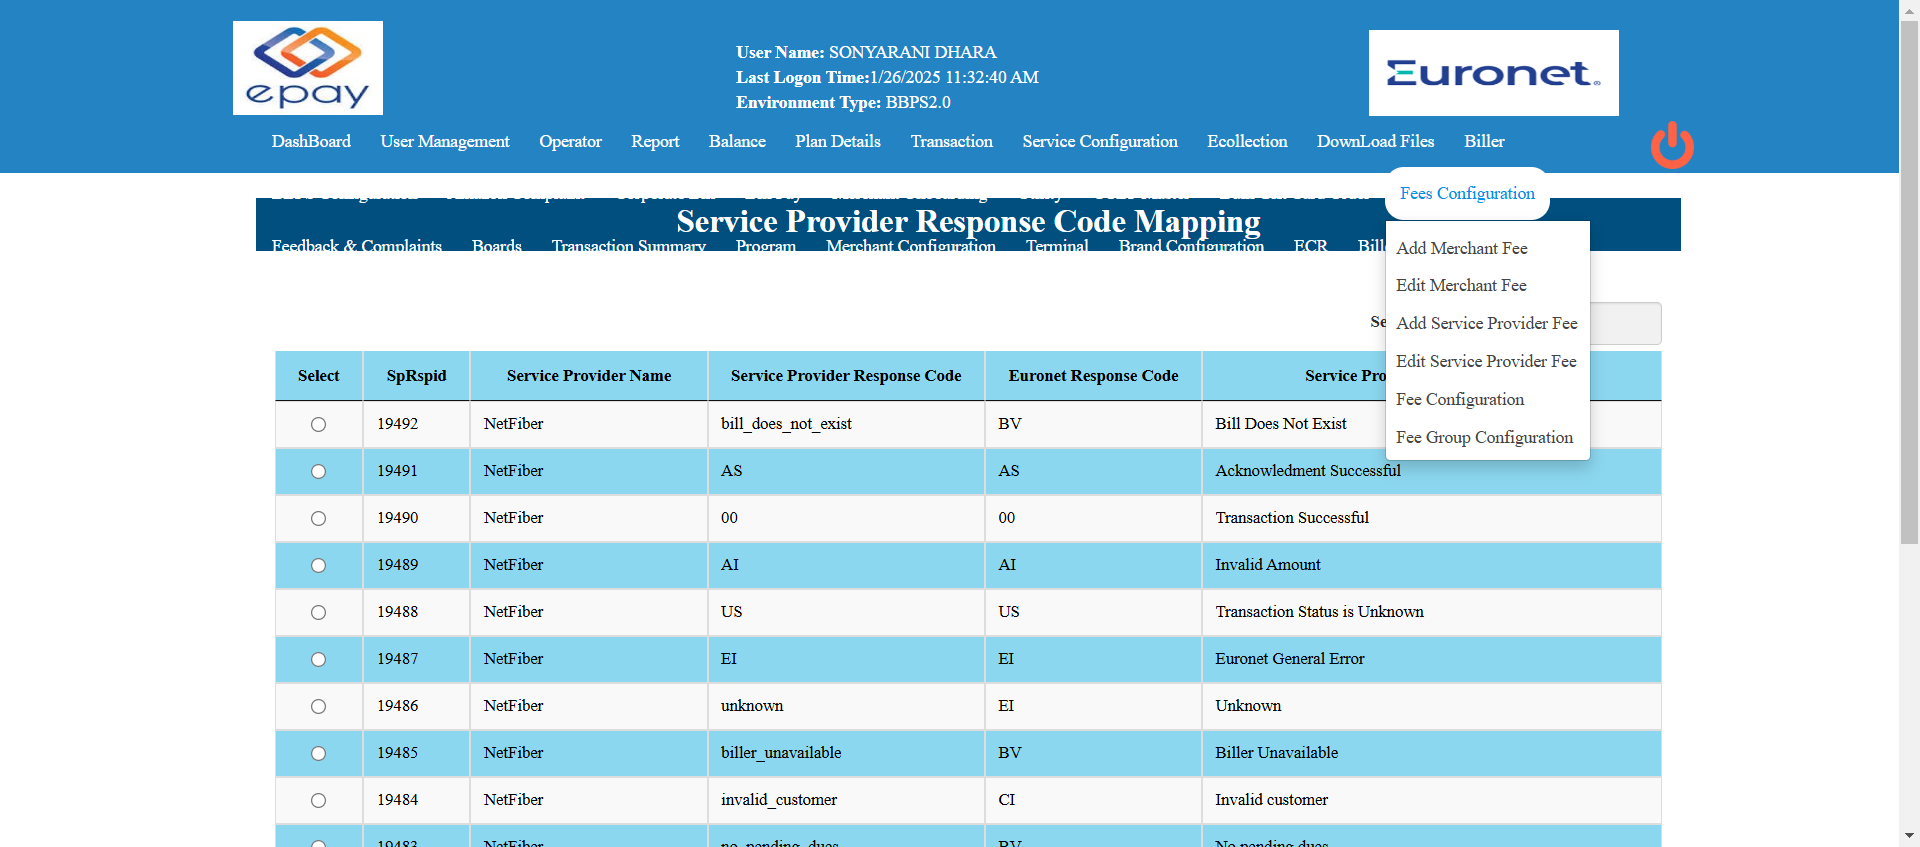 epay
User Name: SONYARANI DHARA
Last Logon Time:1/26/2025 11:32:40 AM
Environment Type: BBPS2.0
Euronet
DashBoard User Management Operator Report Balance Plan Details Transaction Service Configuration Ecollection DownLoad Files Biller
Fees Configuration
Service Provider Response Code Mapping
Feedback & Complaints Boards Transaction Summary Program Merchant Configuration Terminal Brand Configuration ECR
Add Merchant Fee
Edit Merchant Fee
Add Service Provider Fee
Edit Service Provider Fee
Fee Configuration
Fee Group Configuration
Select SpRspid Service Provider Name Service Provider Response Code Euronet Response Code Service Pro
19492 NetFiber bill_does_not_exist BV Bill Does Not Exist
19491 NetFiber AS AS Acknowledment Successful
19490 NetFiber 00 00 Transaction Successful
19489 NetFiber AI AI Invalid Amount
19488 NetFiber US US Transaction Status is Unknown
19487 NetFiber EI EI Euronet General Error
19486 NetFiber unknown EI Unknown
19485 NetFiber biller_unavailable BV Biller Unavailable
19484 NetFiber invalid_customer CI Invalid customer
19483 NetFiber no_pending_dues BV No pending dues